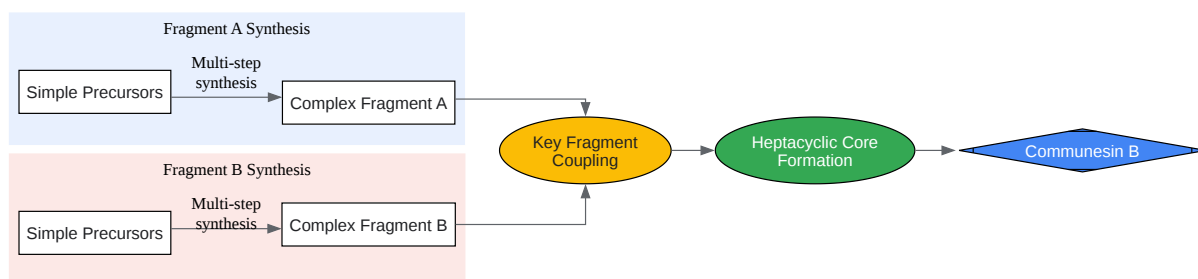 Fragment A Synthesis
Multi-step
synthesis
Simple Precursors
Complex Fragment A
Fragment B Synthesis
Multi-step
synthesis
Simple Precursors
Complex Fragment B
Key Fragment
Coupling
Heptacyclic Core
Formation
Communesin B